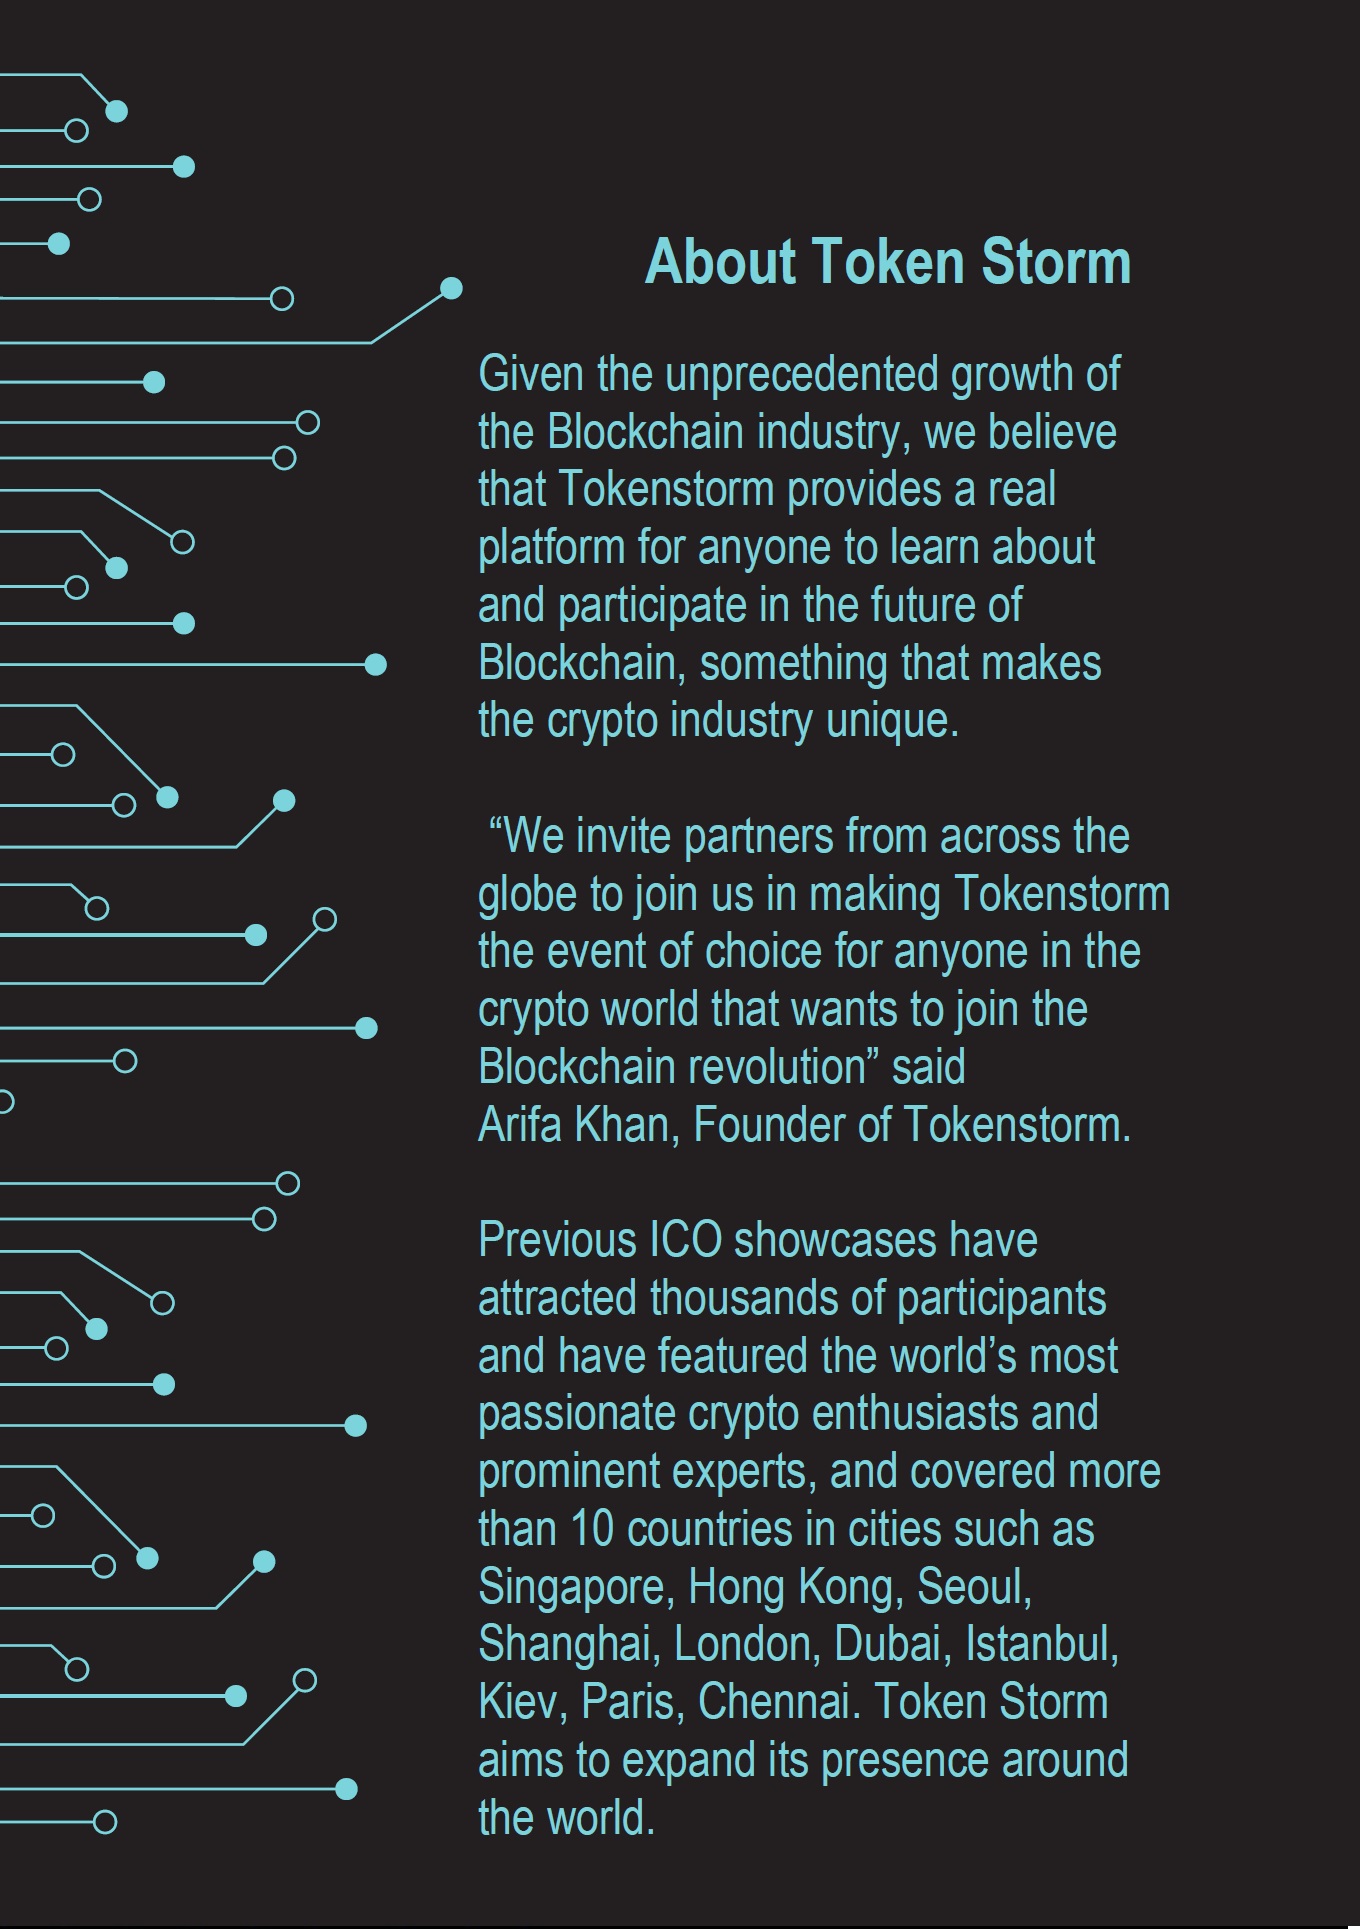 About Token Storm
Given the unprecedented growth of
the Blockchain industry, we believe
that Tokenstorm provides a real
platform for anyone to learn about
and participate in the future of
Blockchain, something that makes
the crypto industry unique.
“We invite partners from across the
globe to join us in making Tokenstorm
the event of choice for anyone in the
crypto world that wants to join the
Blockchain revolution” said
Arifa Khan, Founder of Tokenstorm.
Previous ICO showcases have
attracted thousands of participants
and have featured the world’s most
passionate crypto enthusiasts and
prominent experts, and covered more
than 10 countries in cities such as
Singapore, Hong Kong, Seoul,
Shanghai, London, Dubai, Istanbul,
Kiev, Paris, Chennai. Token Storm
aims to expand its presence around
the world.